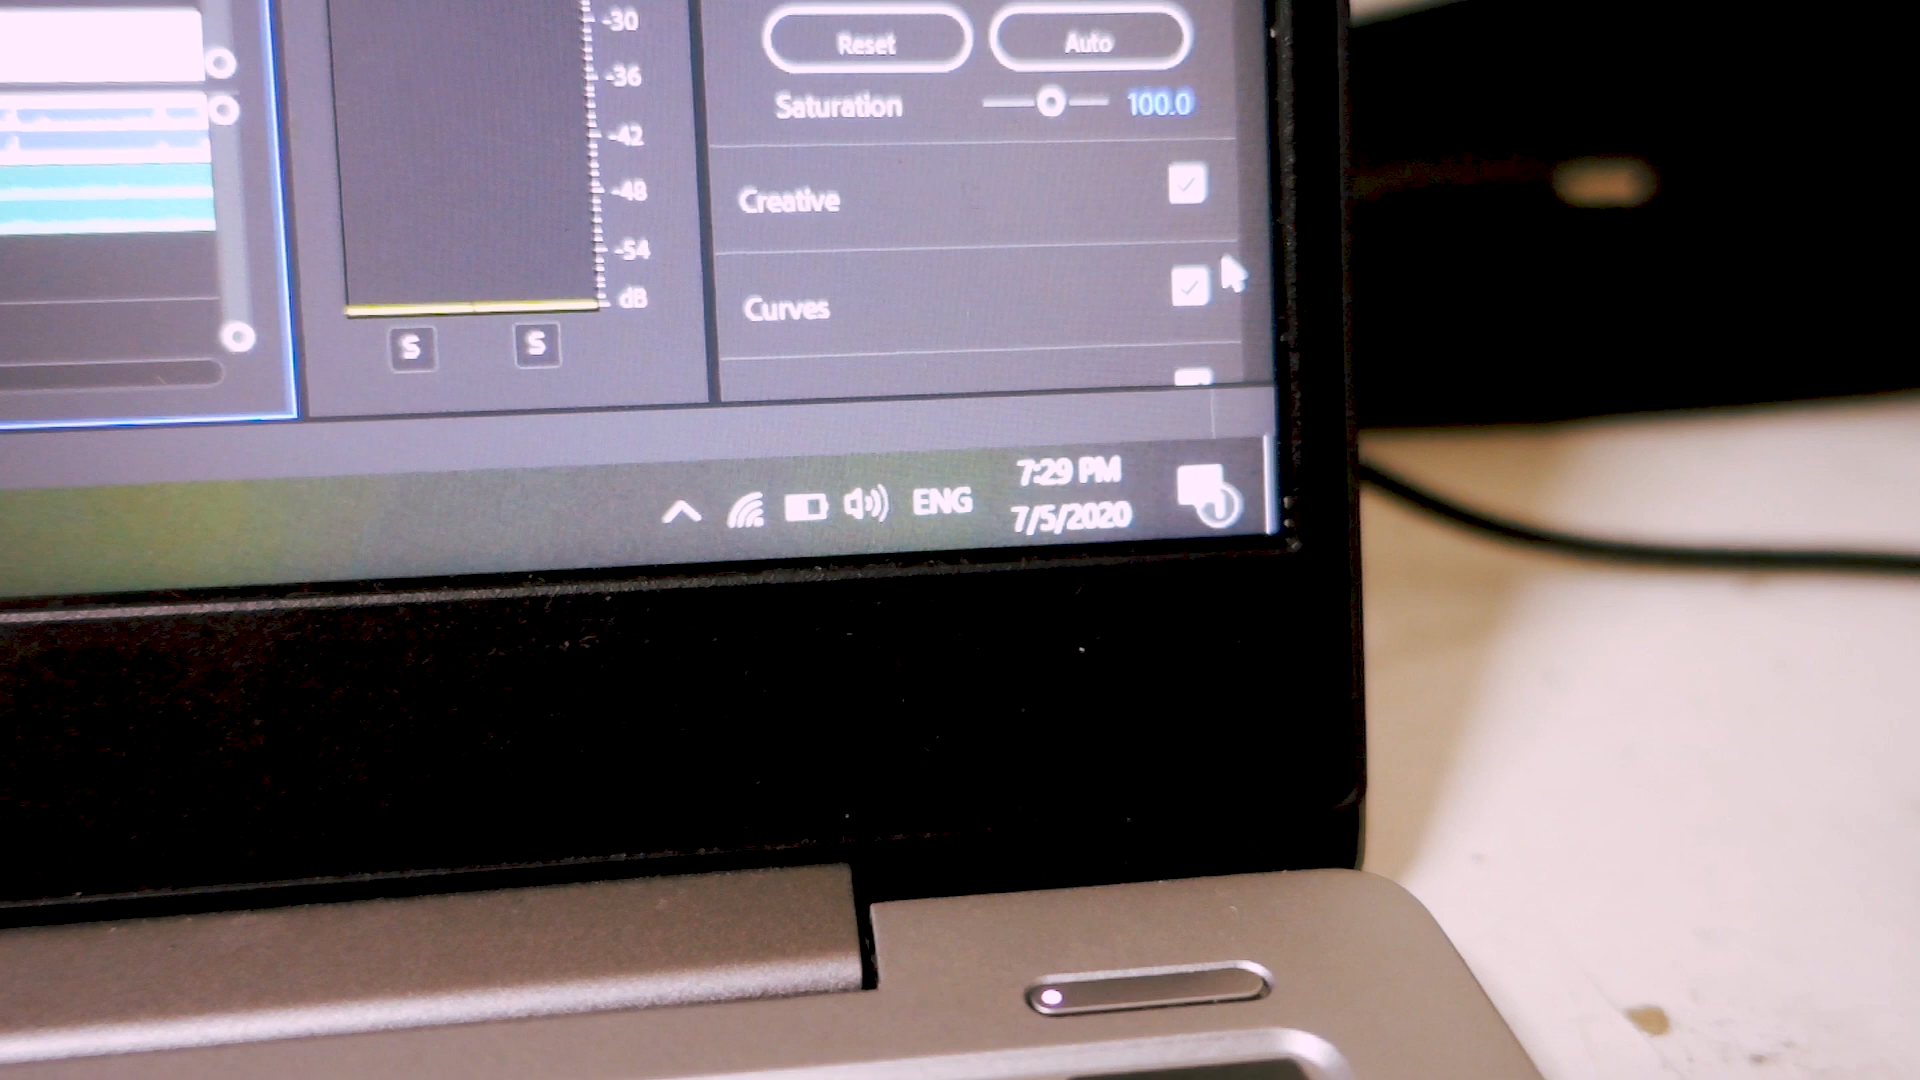 -30
-36
-42
-48
-54
dB
S S
Reset Auto
Saturation 100.0
Creative
Curves
ENG
7:29 PM
7/5/2020
1